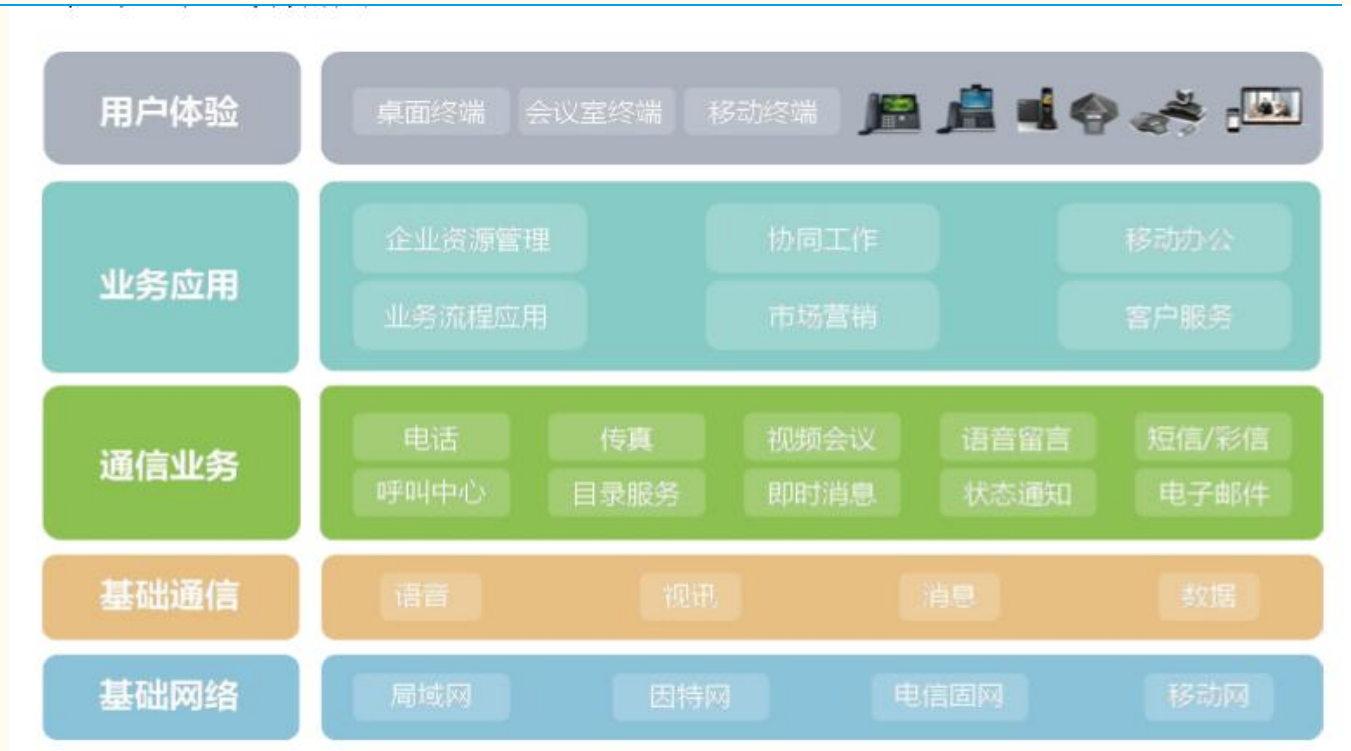 用户体验
桌面终端 会议室终端 移动终端
业务应用
企业资源管理 协同工作 移动办公
业务流程应用 市场营销 客户服务
通信业务
电话 传真 视频会议 语音留言 短信/彩信
呼叫中心 目录服务 即时消息 状态通知 电子邮件
基础通信
语音 视讯 消息 数据
基础网络
局域网 因特网 电信固网 移动网